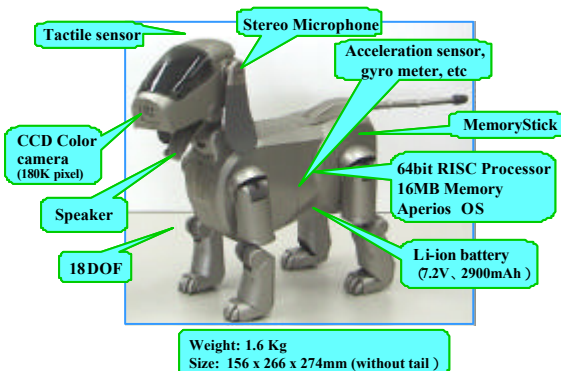 Tactile sensor
Stereo Microphone
Acceleration sensor,
gyro meter, etc
MemoryStick
CCD Color
camera
(180K pixel)
64bit RISC Processor
16MB Memory
Aperios OS
Speaker
18DOF
Li-ion battery
(7.2V、2900mAh)
Weight: 1.6 Kg
Size: 156 x 266 x 274mm (without tail)